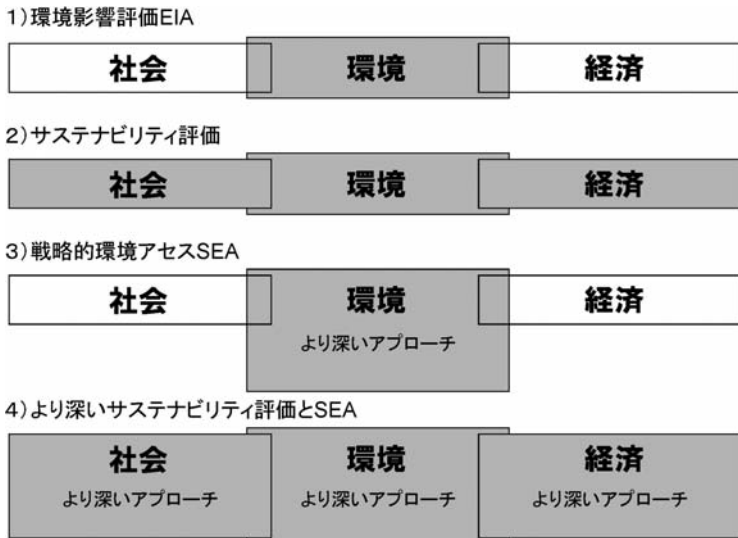 1)環境影響評価EIA
社会 環境 経済
2)サステナビリティ評価
社会 環境 経済
3)戦略的環境アセスSEA
社会 環境 経済
より深いアプローチ
4)より深いサステナビリティ評価とSEA
社会 環境 経済
より深いアプローチ より深いアプローチ より深いアプローチ